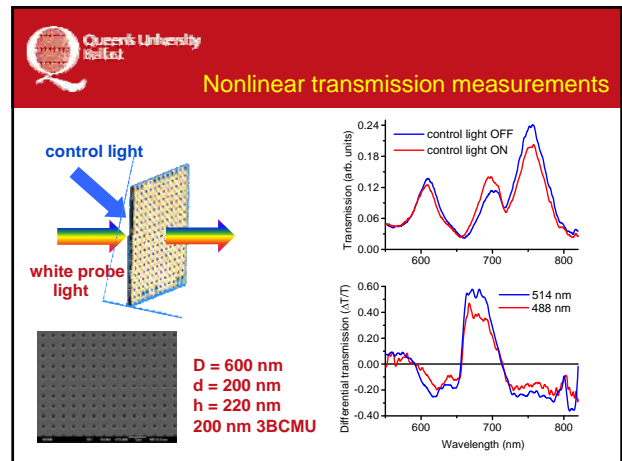 Queen's University
Belfast
Nonlinear transmission measurements
control light
white probe
light
D = 600 nm
d = 200 nm
h = 220 nm
200 nm 3BCMU
Transmission (arb. units)
0.24
0.18
0.12
0.06
0.00
control light OFF
control light ON
600
700
800
Differential transmission (ΔT/T)
0.60
0.40
0.20
0.00
-0.20
-0.40
514 nm
488 nm
600
700
800
Wavelength (nm)